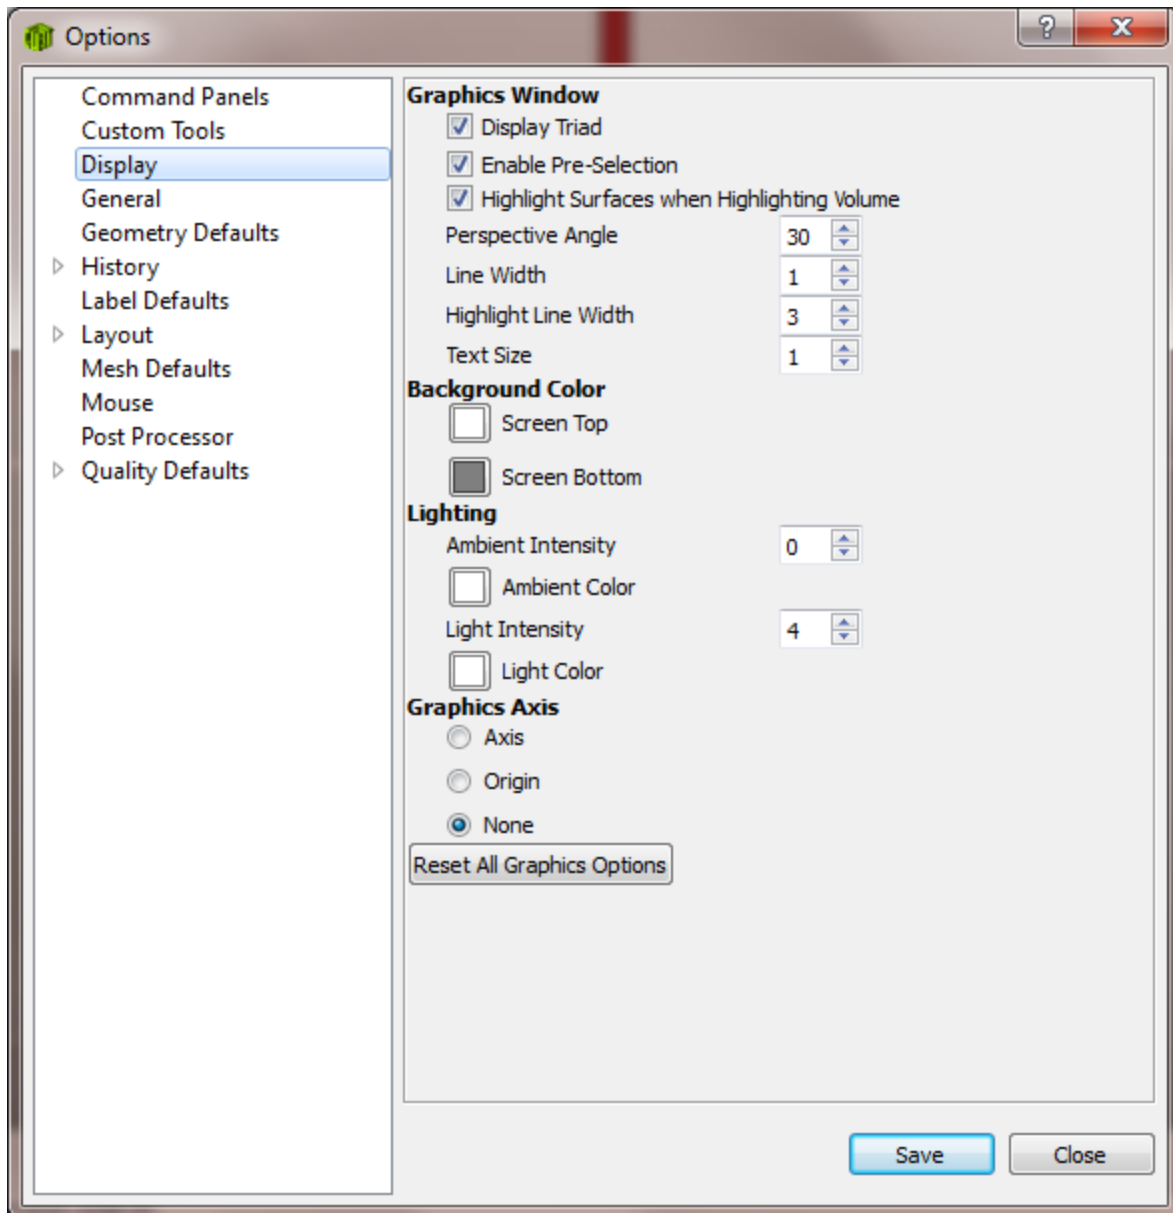 Options
Command Panels
Custom Tools
Display
General
Geometry Defaults
History
Label Defaults
Layout
Mesh Defaults
Mouse
Post Processor
Quality Defaults
Graphics Window
Display Triad
Enable Pre-Selection
Highlight Surfaces when Highlighting Volume
Perspective Angle 30
Line Width 1
Highlight Line Width 3
Text Size 1
Background Color
Screen Top
Screen Bottom
Lighting
Ambient Intensity 0
Ambient Color
Light Intensity 4
Light Color
Graphics Axis
Axis
Origin
None
Reset All Graphics Options
Save Close